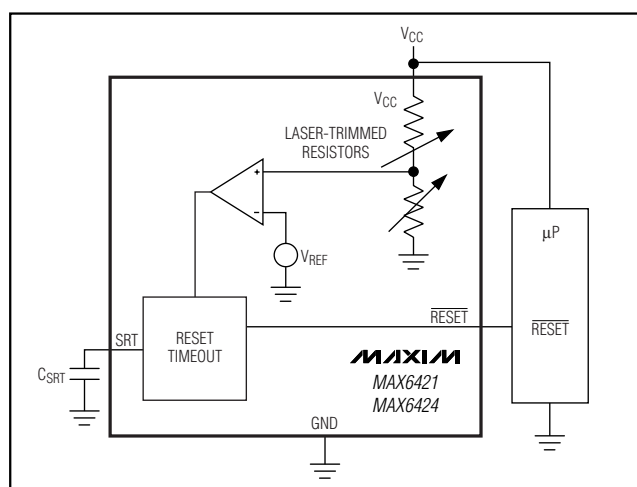 VCC
VCC
LASER-TRIMMED
RESISTORS
+
−
VREF
µP
SRT
RESET
TIMEOUT
RESET
RESET
CSRT
MAXIM
MAX6421
MAX6424
GND